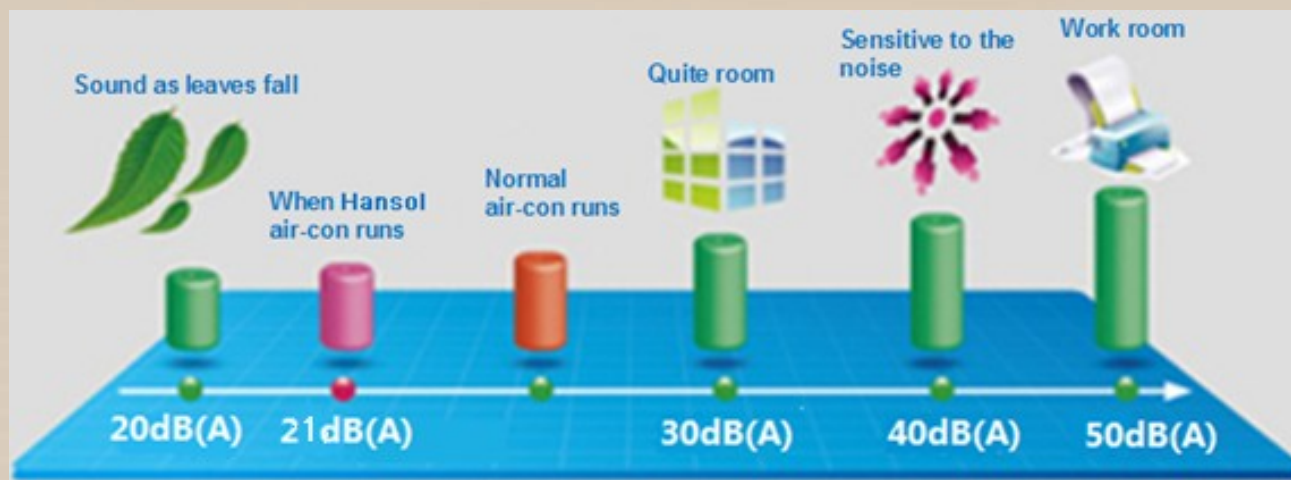 Sound as leaves fall
When Hansol
air-con runs
Normal
air-con runs
Quite room
Sensitive to the
noise
Work room
20dB(A)
21dB(A)
30dB(A)
40dB(A)
50dB(A)